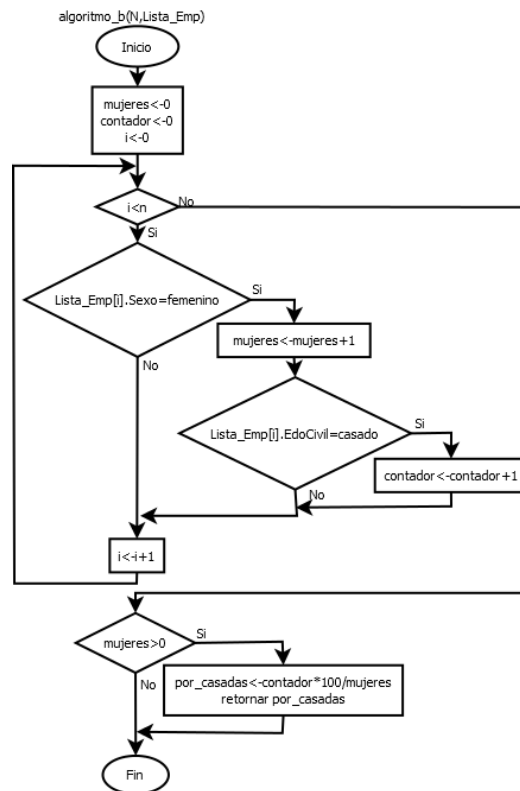 algoritmo_b(N,Lista_Emp)
Inicio
mujeres<-0
contador<-0
i<-0
i<n
No
Si
Lista_Emp[i].Sexo=femenino
Si
mujeres<-mujeres+1
No
Lista_Emp[i].EdoCivil=casado
Si
contador<-contador+1
No
i<-i+1
mujeres>0
Si
por_casadas<-contador*100/mujeres
retornar por_casadas
No
Fin